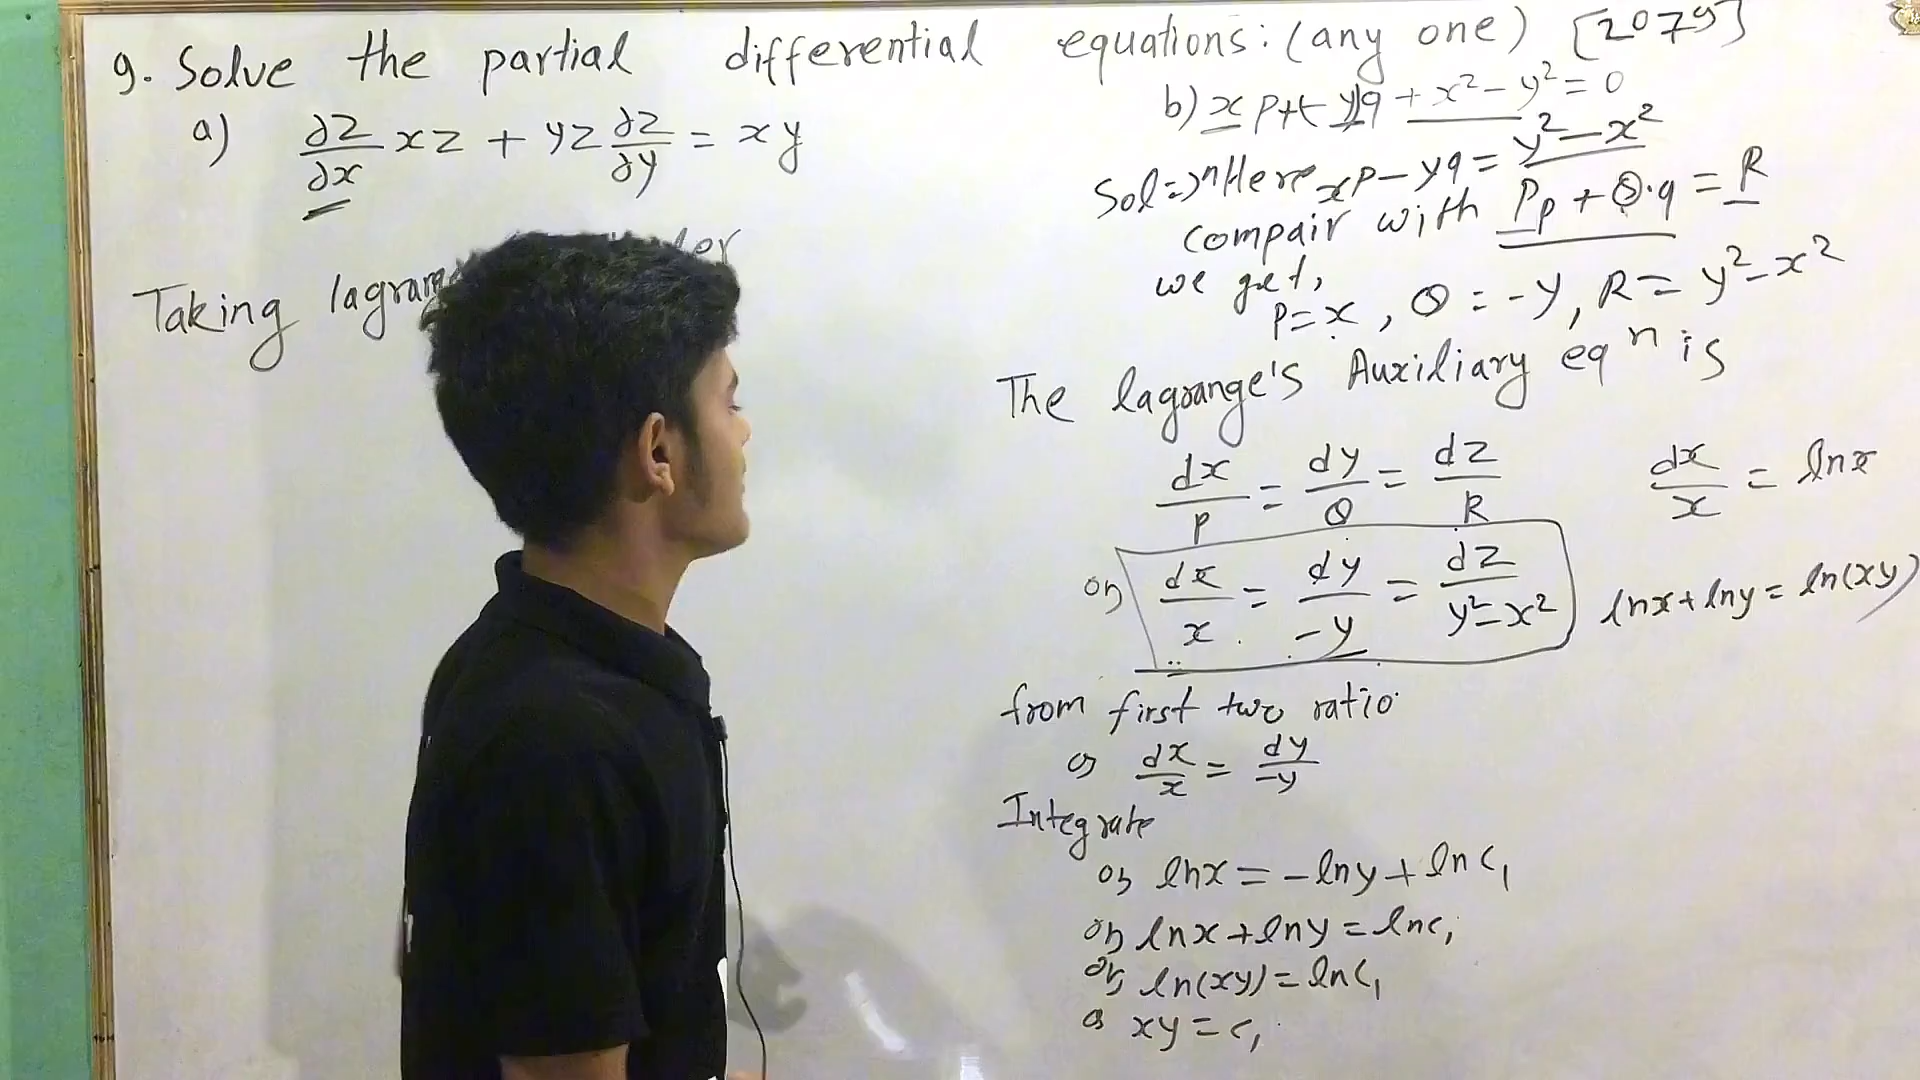 9. Solve the partial differential equations: (any one) [2079]
a) ∂z/∂x xz + yz ∂z/∂y = xy
Taking lagrang
b) xp - yq + x² - y² = 0
Sol=>ⁿ Here xp - yq = y² - x²
compair with Pp + Q.q = R
we get,
P = x, Q = -y, R = y² - x²
The lagrange's Auxiliary eqⁿ is
dx/P = dy/Q = dz/R
dx/x = lnx
or dx/x = dy/-y = dz/y²-x²
lnx + lny = ln(xy)
from first two ratio
or dx/x = dy/-y
Integrate
or lnx = -lny + lnc₁
or lnx + lny = lnc₁
or ln(xy) = lnc₁
or xy = c₁